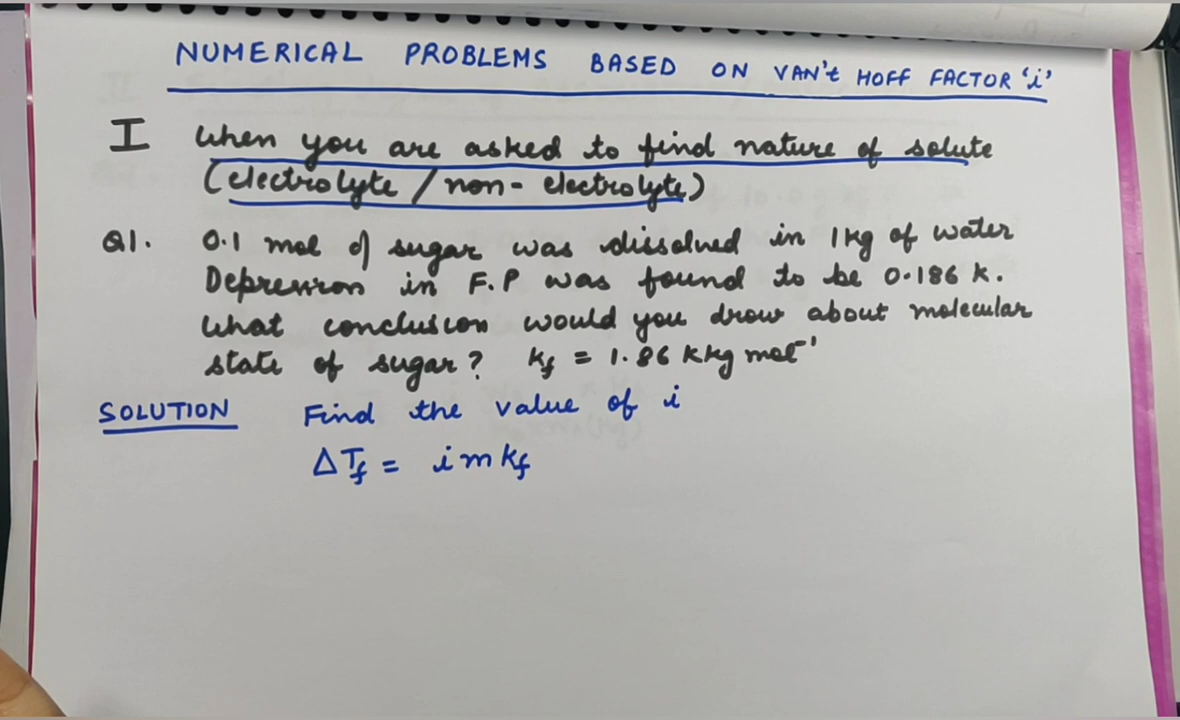 NUMERICAL PROBLEMS BASED ON VAN't HOFF FACTOR 'i'
I When you are asked to find nature of solute
(electrolyte / non-electrolyte)
Q1. 0.1 mol of sugar was dissolved in 1kg of water
Depression in F.P was found to be 0.186 K.
What conclusion would you draw about molecular
state of sugar? Kf = 1.86 K kg mol⁻¹
SOLUTION Find the value of i
ΔTf = i m Kf